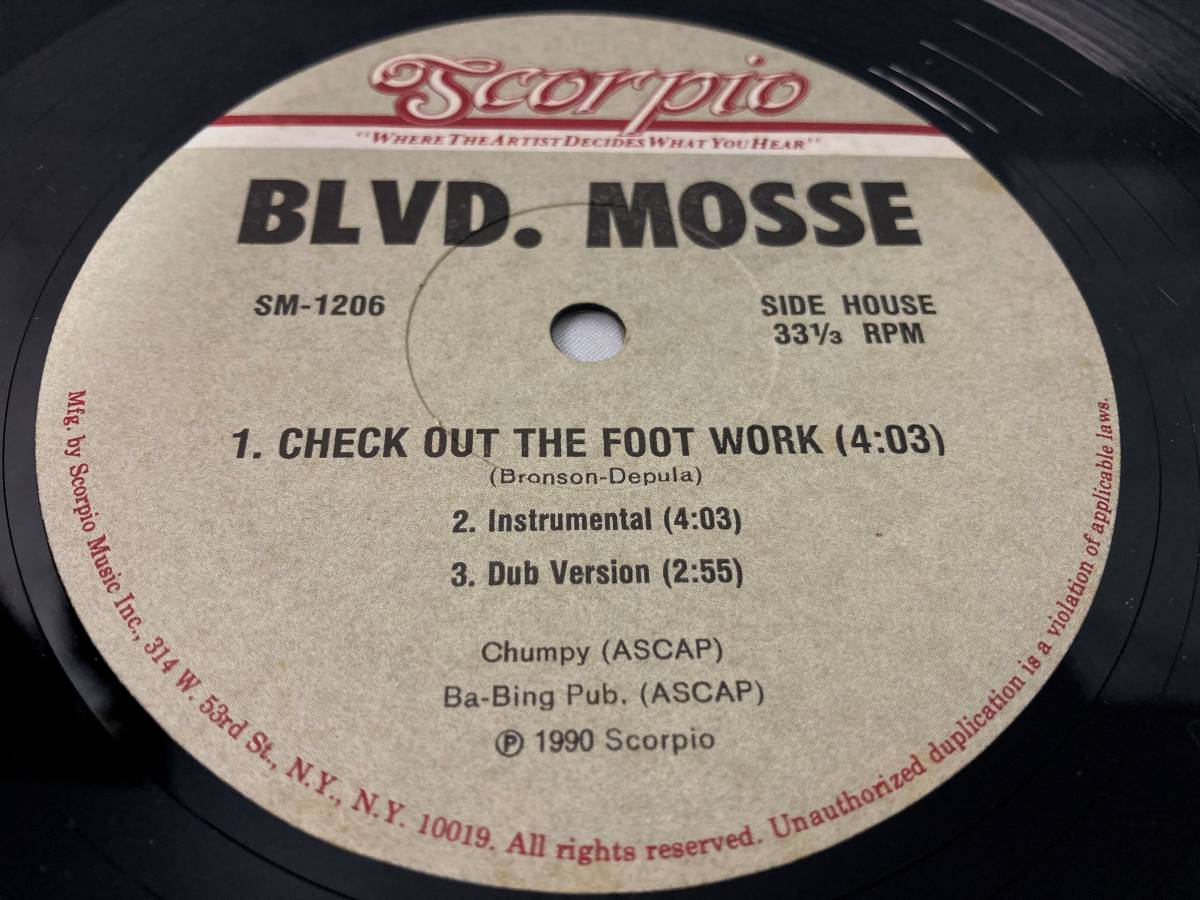 Scorpio
"WHERE THE ARTIST DECIDES WHAT YOU HEAR"
BLVD. MOSSE
SM-1206
SIDE HOUSE
33⅓ RPM
1. CHECK OUT THE FOOT WORK (4:03)
(Bronson-Depula)
2. Instrumental (4:03)
3. Dub Version (2:55)
Chumpy (ASCAP)
Ba-Bing Pub. (ASCAP)
℗ 1990 Scorpio
Mfg. by Scorpio Music Inc., 314 W. 53rd St., N.Y., N.Y. 10019. All rights reserved. Unauthorized duplication is a violation of applicable laws.